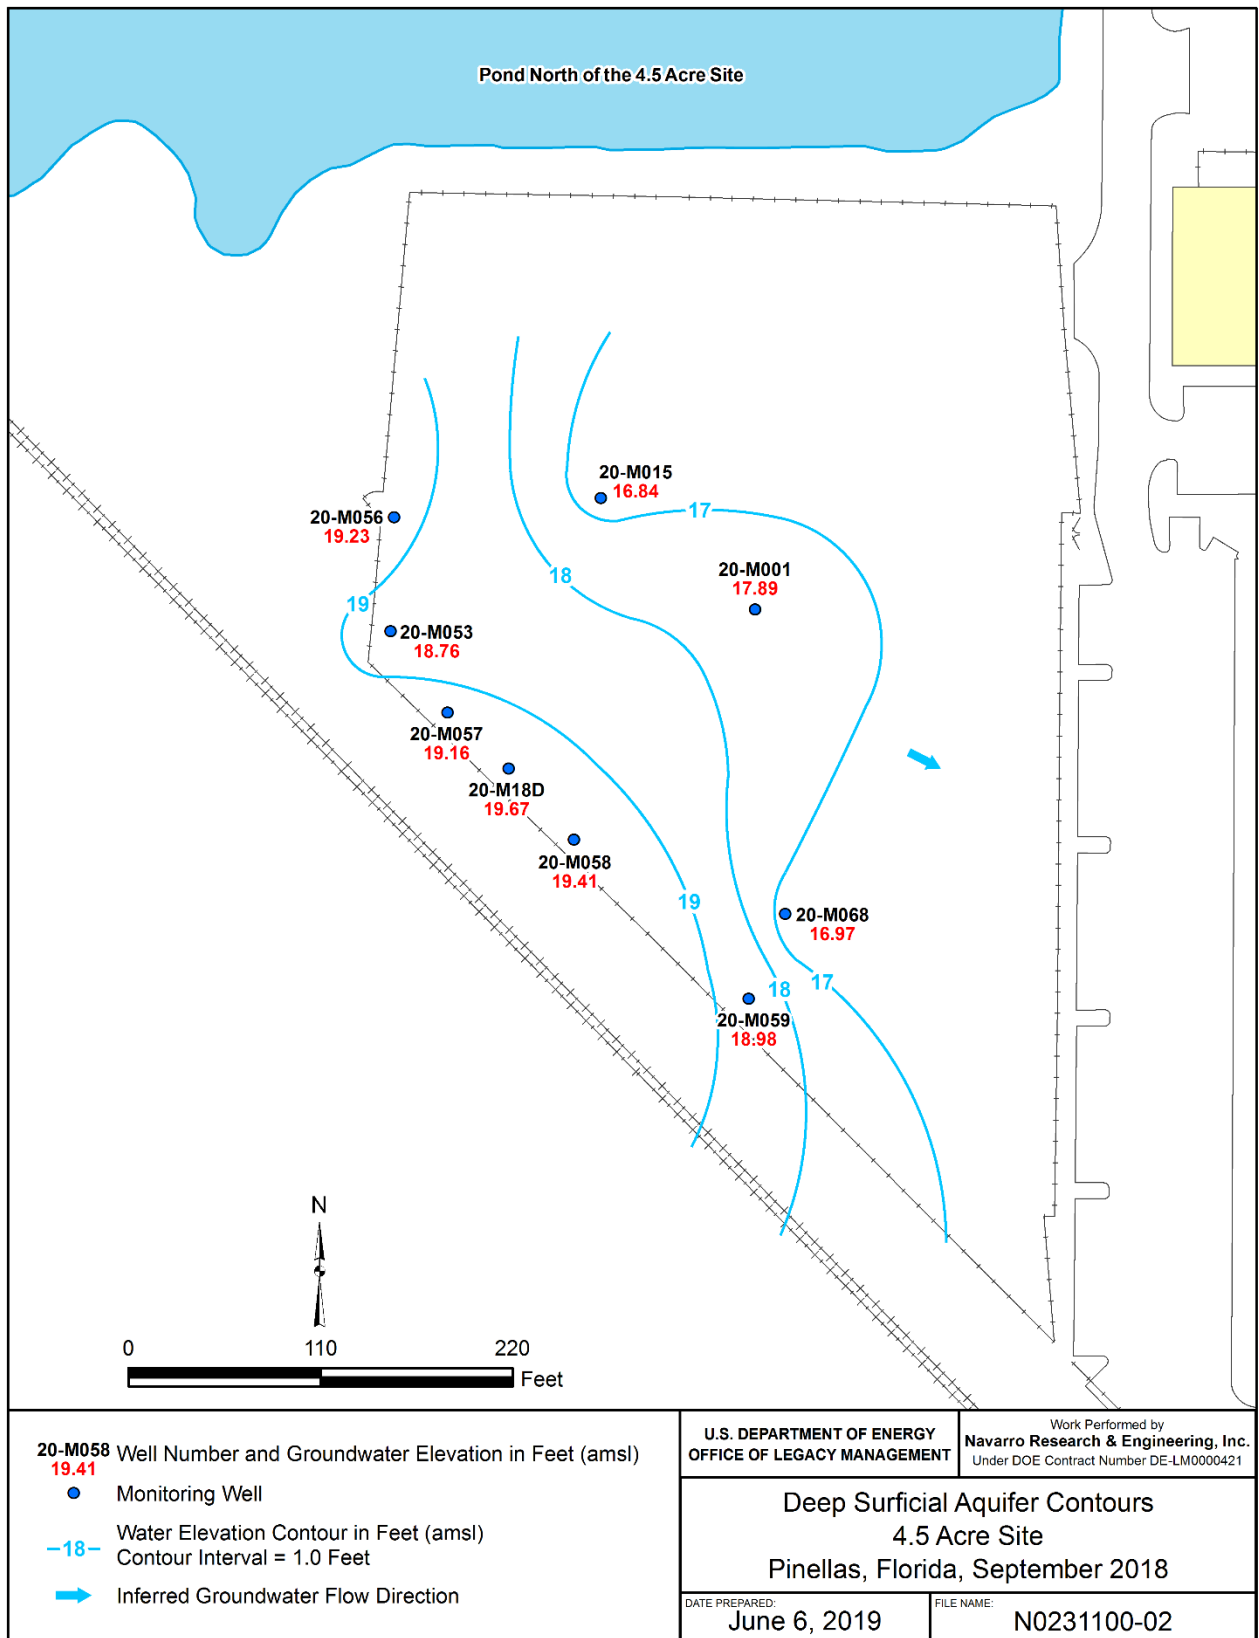 Pond North of the 4.5 Acre Site
20-M015
16.84
17
20-M056
19.23
18
20-M001
17.89
19
20-M053
18.76
20-M057
19.16
20-M18D
19.67
20-M058
19.41
19
20-M068
16.97
17
18
20-M059
18.98
N
0 110 220
Feet
20-M058
19.41
Well Number and Groundwater Elevation in Feet (amsl)
Monitoring Well
18
Water Elevation Contour in Feet (amsl)
Contour Interval = 1.0 Feet
Inferred Groundwater Flow Direction
U.S. DEPARTMENT OF ENERGY
OFFICE OF LEGACY MANAGEMENT
Work Performed by
Navarro Research & Engineering, Inc.
Under DOE Contract Number DE-LM0000421
Deep Surficial Aquifer Contours
4.5 Acre Site
Pinellas, Florida, September 2018
DATE PREPARED:
June 6, 2019
FILE NAME:
N0231100-02